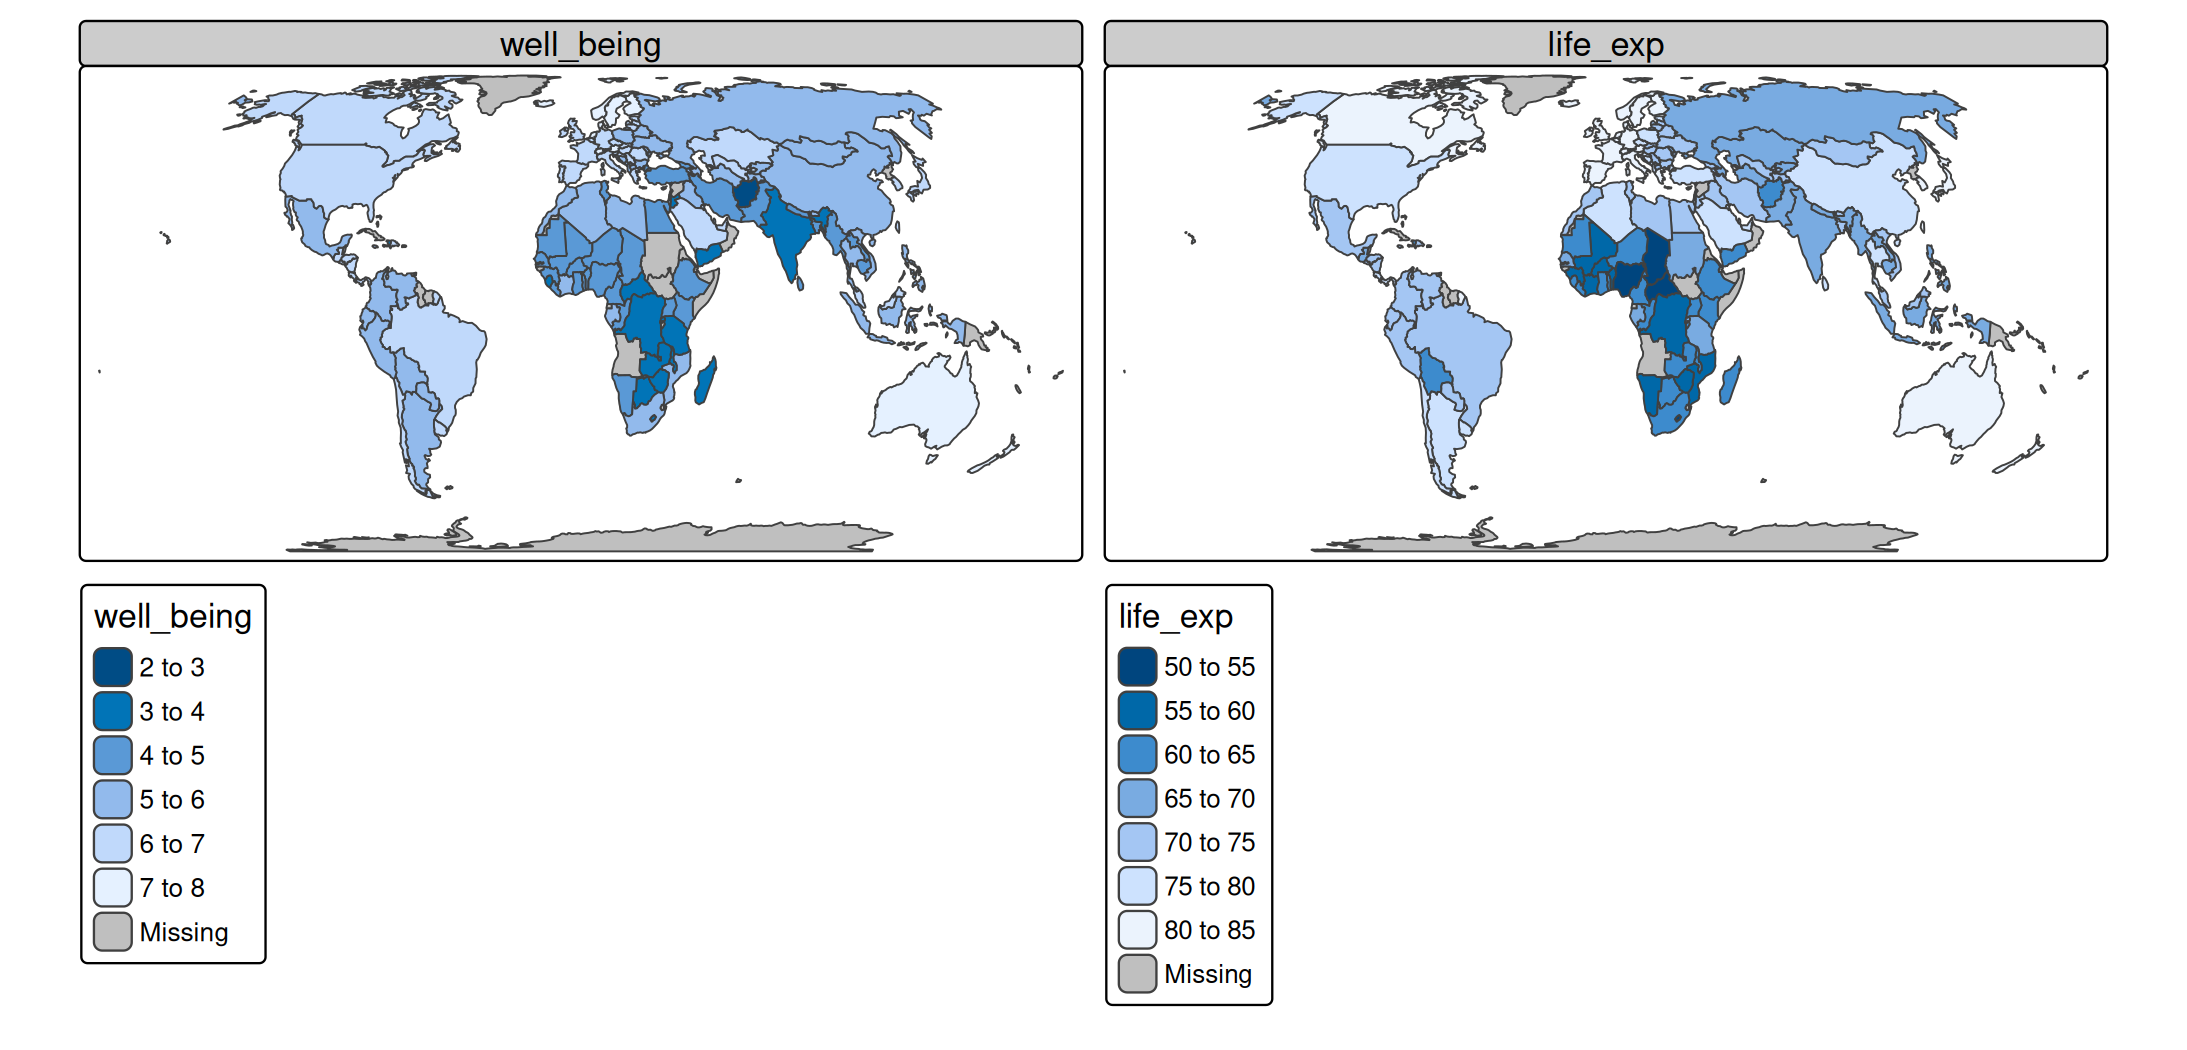 well_being
life_exp
well_being
2 to 3
3 to 4
4 to 5
5 to 6
6 to 7
7 to 8
Missing
life_exp
50 to 55
55 to 60
60 to 65
65 to 70
70 to 75
75 to 80
80 to 85
Missing